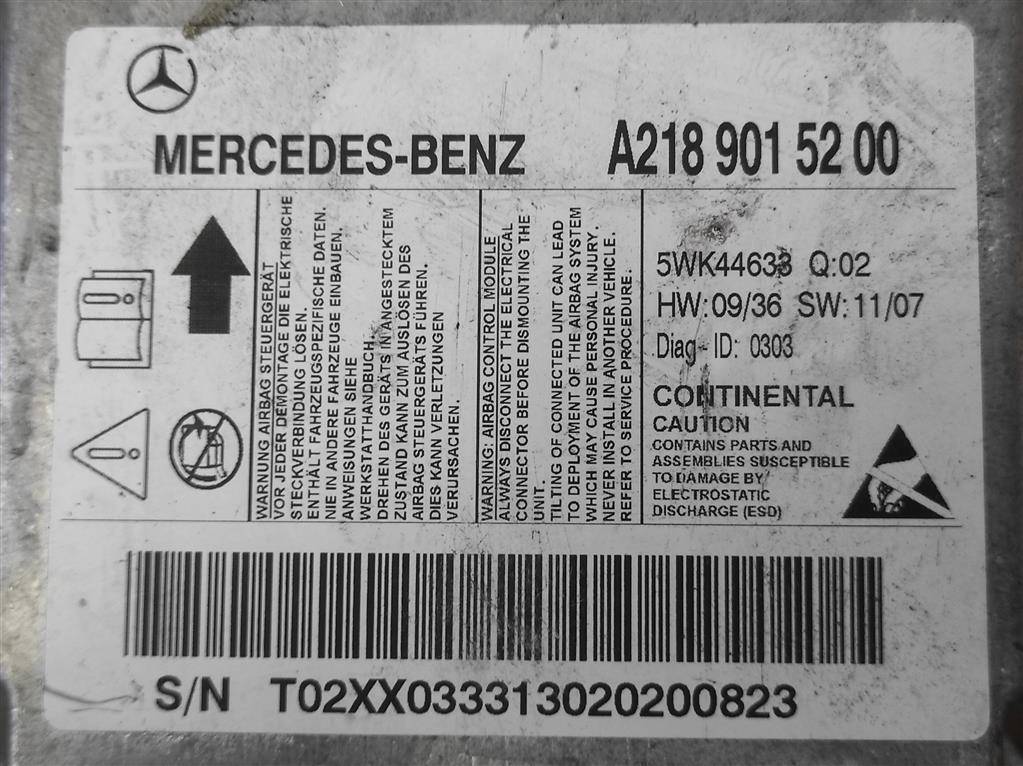 MERCEDES-BENZ A218 901 52 00
WARNUNG AIRBAG STEUERGERÄT
VOR JEDER DEMONTAGE DIE ELEKTRISCHE
STECKVERBINDUNG LÖSEN.
ENTHÄLT FAHRZEUGSPEZIFISCHE DATEN.
NIE IN ANDERE FAHRZEUGE EINBAUEN.
ANWEISUNGEN SIEHE
WERKSTATTHANDBUCH.
DREHEN DES GERÄTS IN ANGESTECKTEM
ZUSTAND KANN ZUM AUSLÖSEN DES
AIRBAG STEUERGERÄTS FÜHREN.
DIES KANN VERLETZUNGEN
VERURSACHEN.
WARNING: AIRBAG CONTROL MODULE
ALWAYS DISCONNECT THE ELECTRICAL
CONNECTOR BEFORE DISMOUNTING THE
UNIT.
TILTING OF CONNECTED UNIT CAN LEAD
TO DEPLOYMENT OF THE AIRBAG SYSTEM
WHICH MAY CAUSE PERSONAL INJURY.
NEVER INSTALL IN ANOTHER VEHICLE.
REFER TO SERVICE PROCEDURE.
5WK44633 Q:02
HW:09/36 SW:11/07
Diag-ID: 0303
CONTINENTAL
CAUTION
CONTAINS PARTS AND
ASSEMBLIES SUSCEPTIBLE
TO DAMAGE BY
ELECTROSTATIC
DISCHARGE (ESD)
S/N T02XX033313020200823